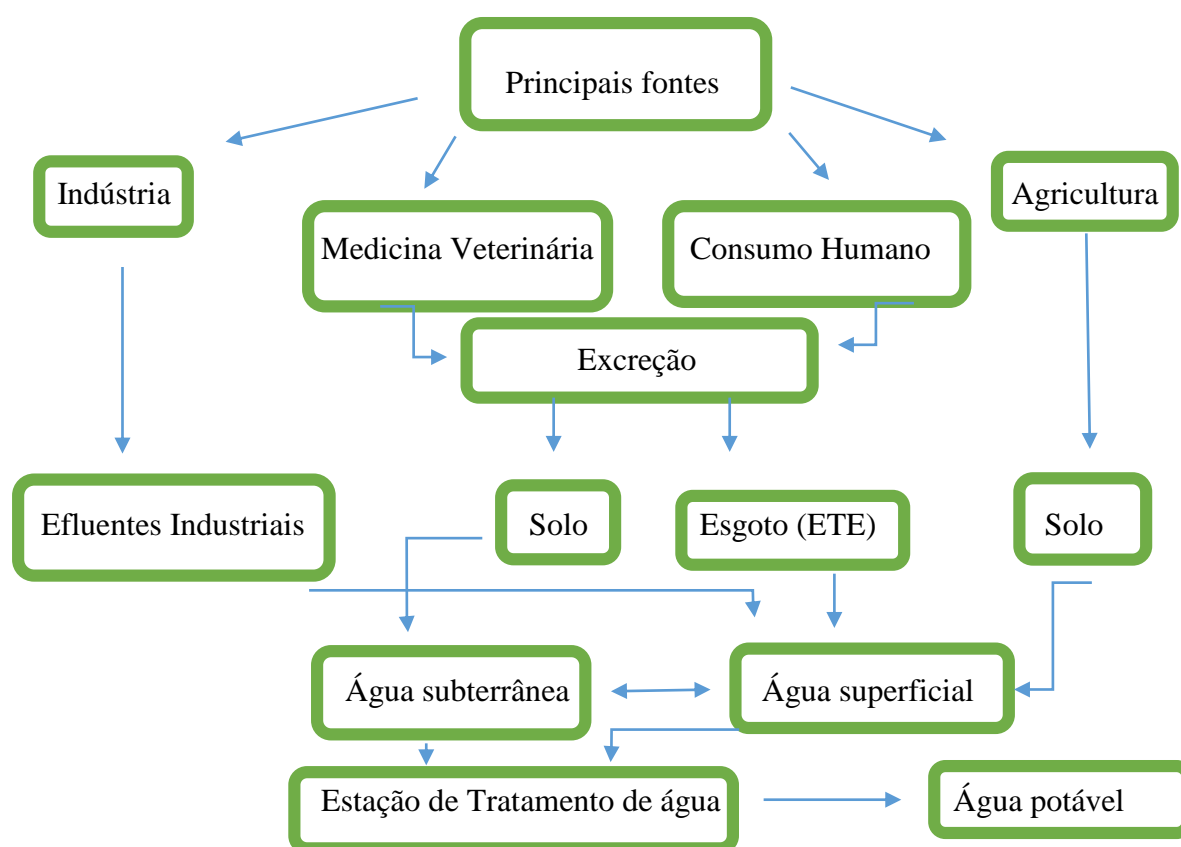 Principais fontes
Indústria
Medicina Veterinária
Consumo Humano
Agricultura
Excreção
Efluentes Industriais
Solo
Esgoto (ETE)
Solo
Água subterrânea
Água superficial
Estação de Tratamento de água
Água potável